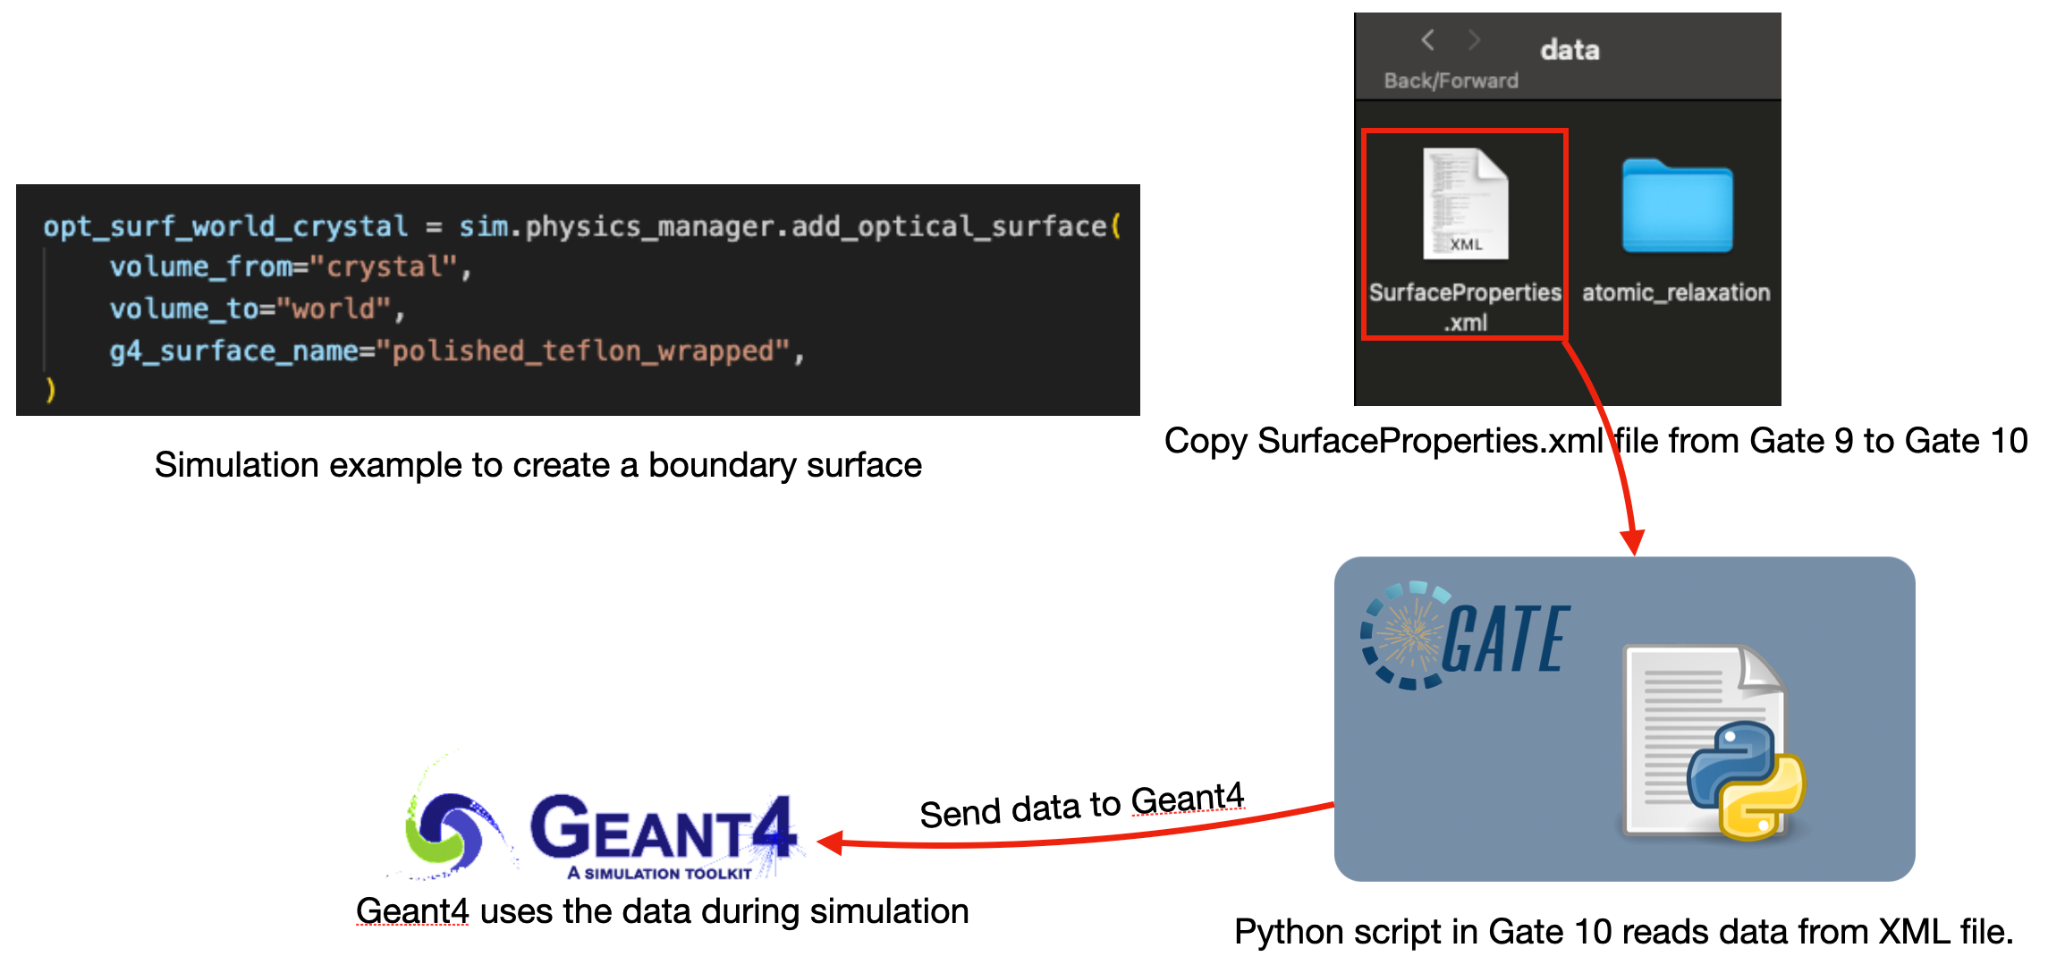 opt_surf_world_crystal = sim.physics_manager.add_optical_surface(
    volume_from="crystal",
    volume_to="world",
    g4_surface_name="polished_teflon_wrapped",
)
Simulation example to create a boundary surface
data
Back/Forward
XML
SurfaceProperties
.xml
atomic_relaxation
Copy SurfaceProperties.xml file from Gate 9 to Gate 10
GATE
Python script in Gate 10 reads data from XML file.
Send data to Geant4
GEANT4
A SIMULATION TOOLKIT
Geant4 uses the data during simulation